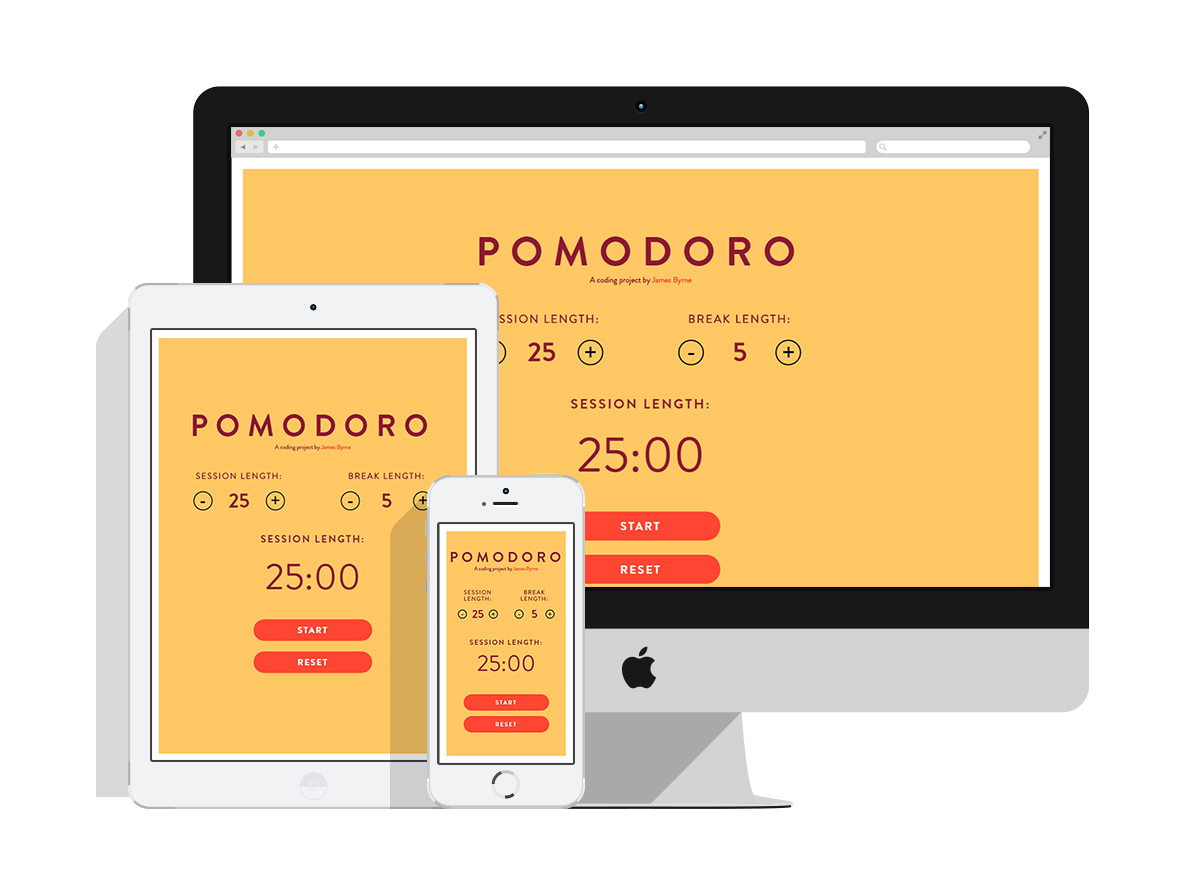 POMODORO
A coding project by James Byrne
SSION LENGTH: BREAK LENGTH:
25 + - 5 +
SESSION LENGTH:
25:00
START
RESET
POMODORO
A coding project by James Byrne
SESSION LENGTH: BREAK LENGTH:
- 25 + - 5 +
SESSION LENGTH:
25:00
START
RESET
POMODORO
A coding project by James Byrne
SESSION BREAK
LENGTH: LENGTH:
- 25 + - 5 +
SESSION LENGTH:
25:00
START
RESET